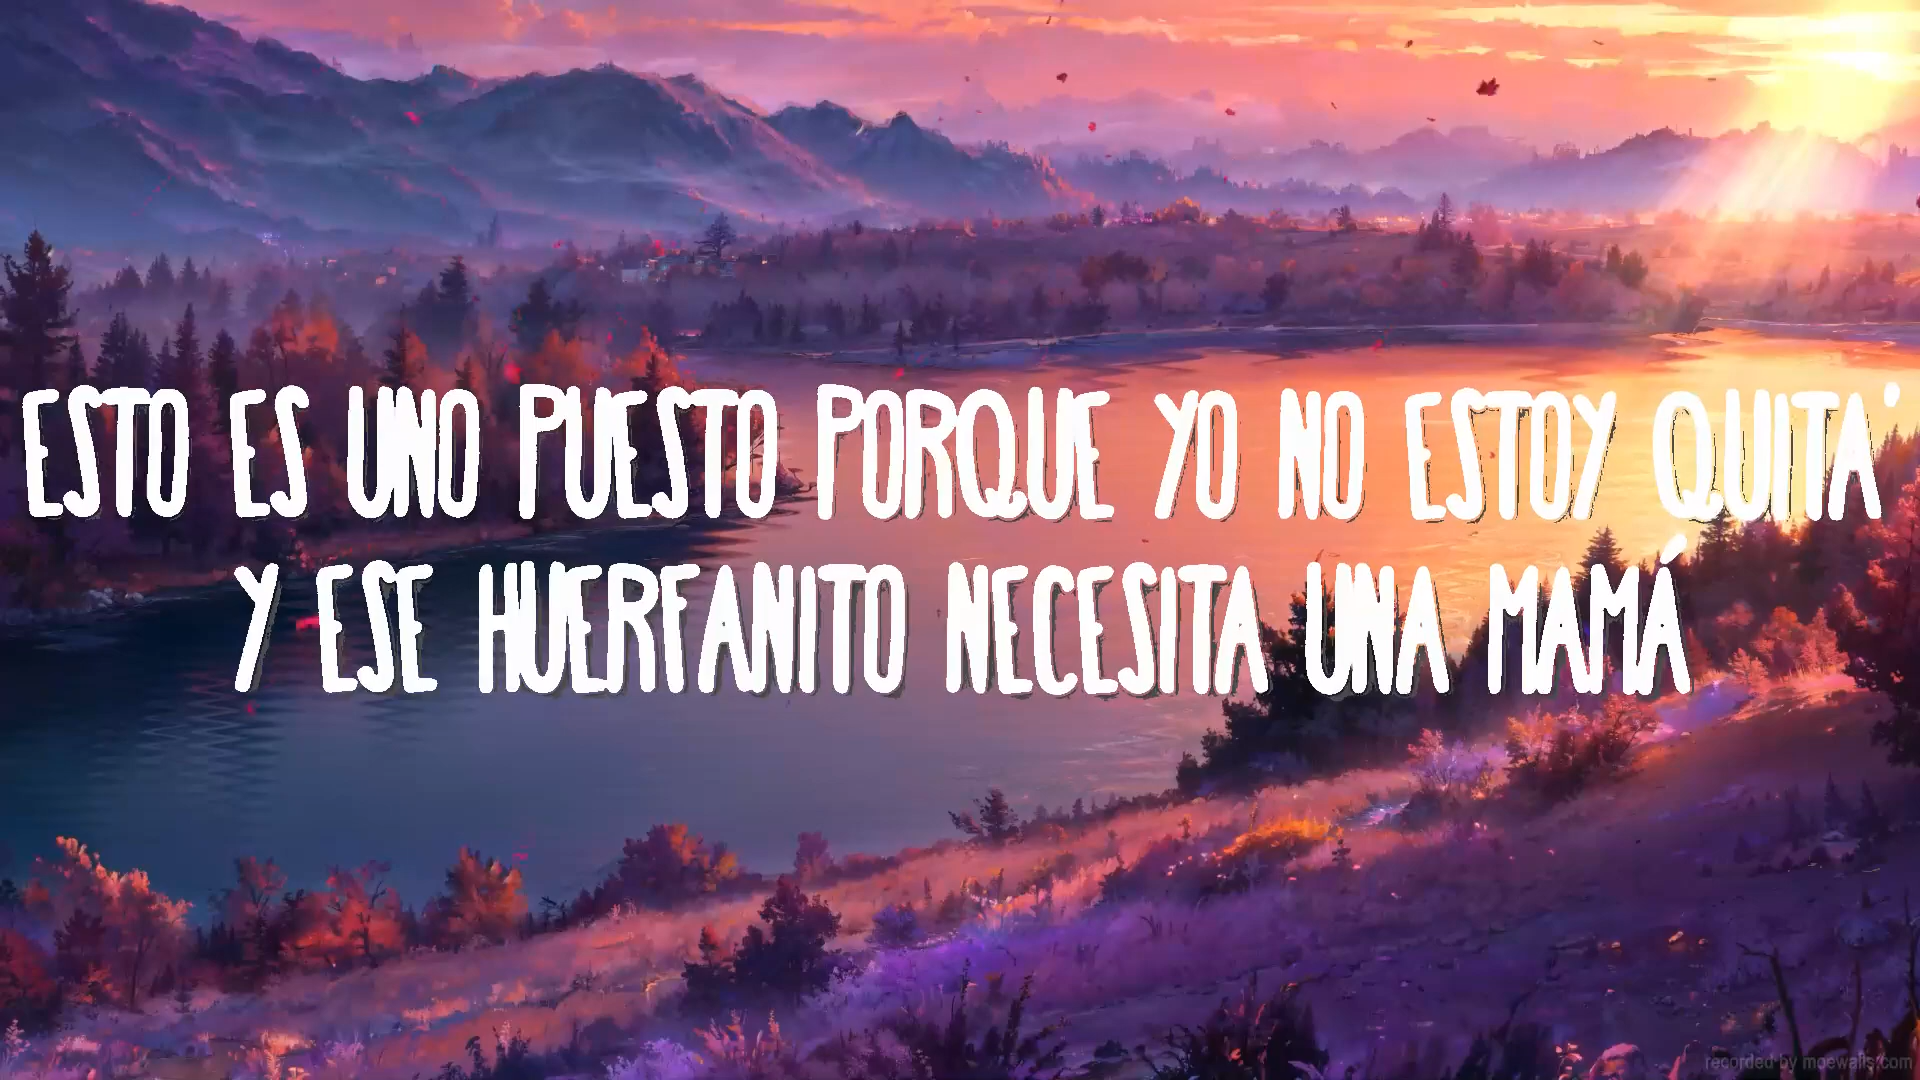 ESTO ES UNO PUESTO PORQUE YO NO ESTOY QUITA'
Y ESE HUERFANITO NECESITA UNA MAMÁ
recorded by moewalls.com